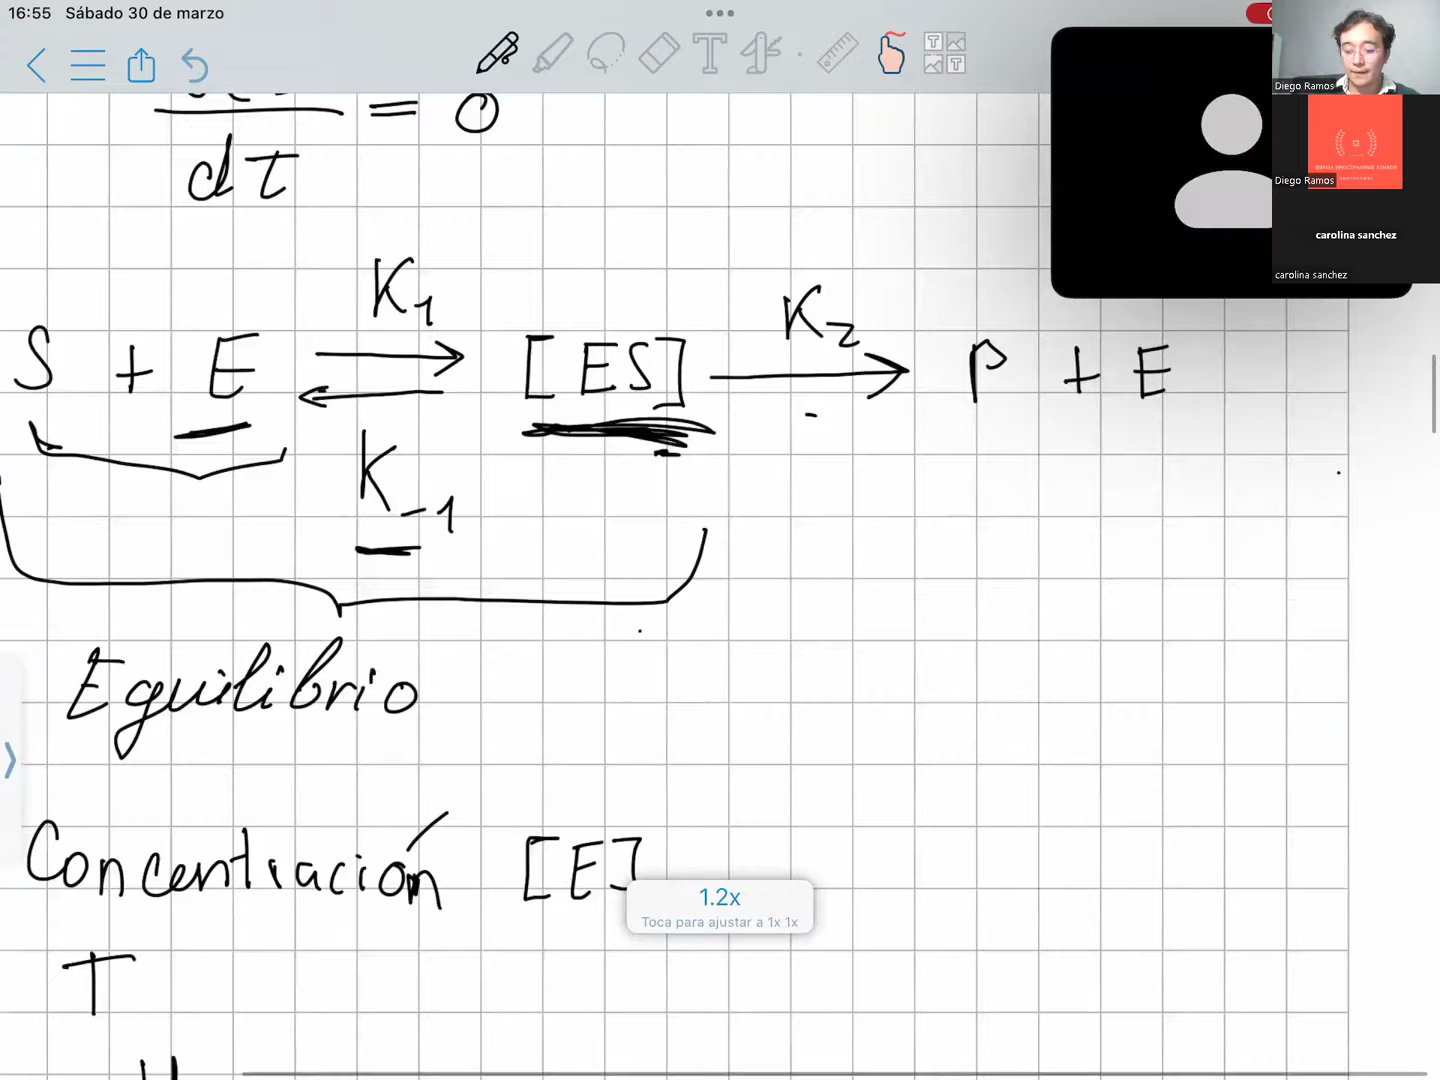 16:55 Sábado 30 de marzo
= 0
dt
K1
K2
S + E [ES] P + E
K-1
Equilibrio
Concentración [E]
T
1.2x
Toca para ajustar a 1x 1x
Diego Ramos
Diego Ramos
carolina sanchez
carolina sanchez